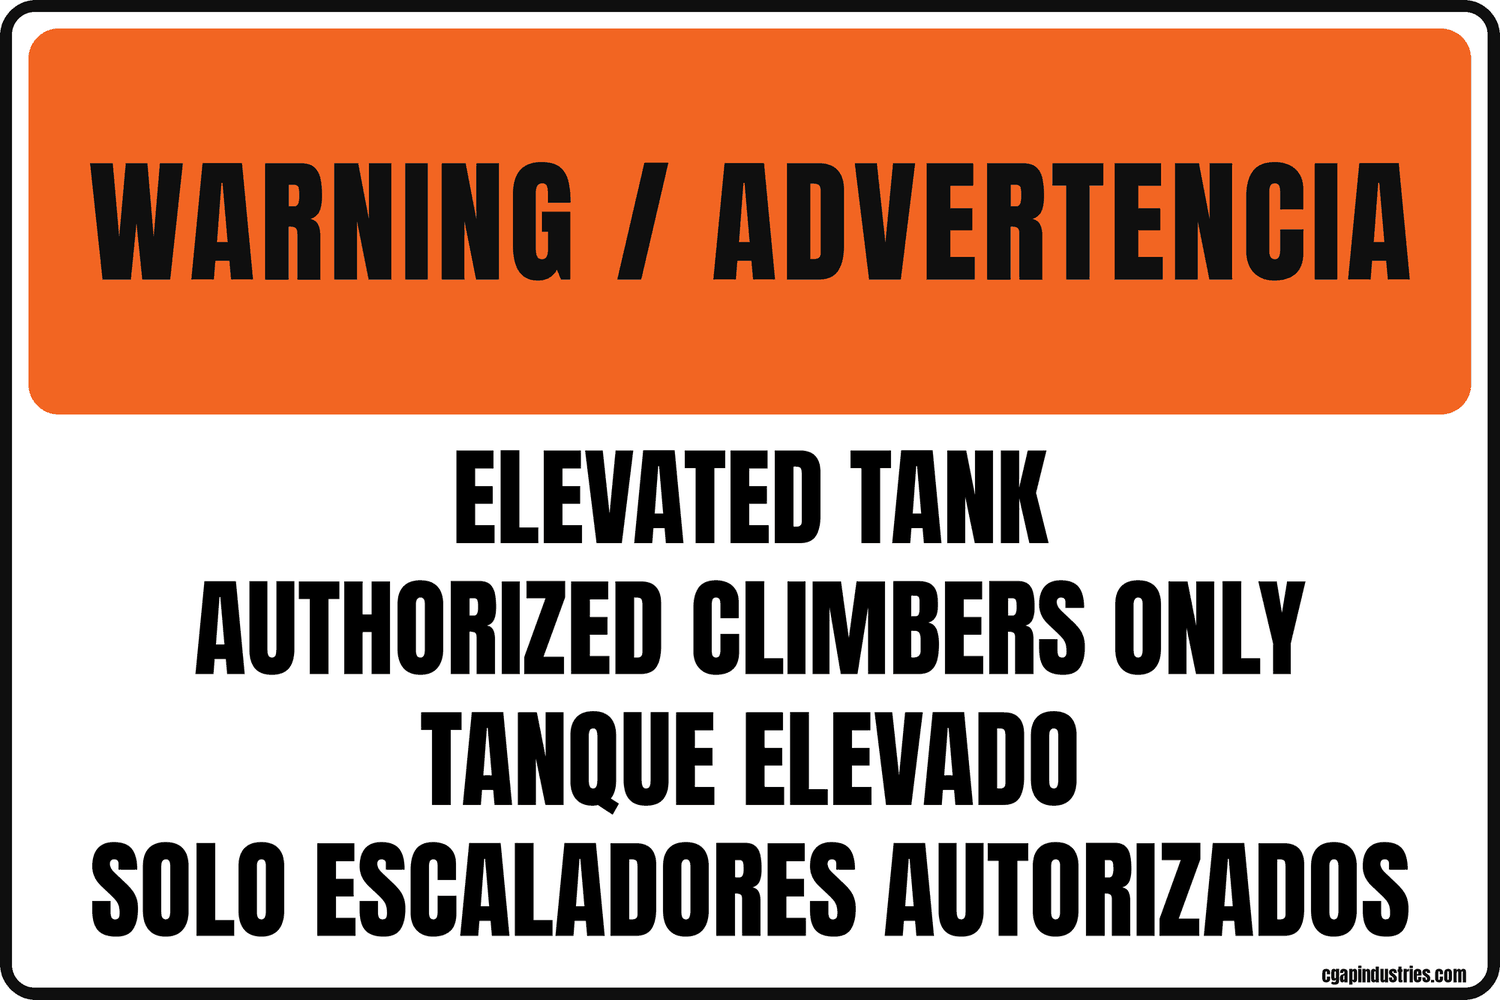 WARNING / ADVERTENCIA
ELEVATED TANK
AUTHORIZED CLIMBERS ONLY
TANQUE ELEVADO
SOLO ESCALADORES AUTORIZADOS
cgapindustries.com